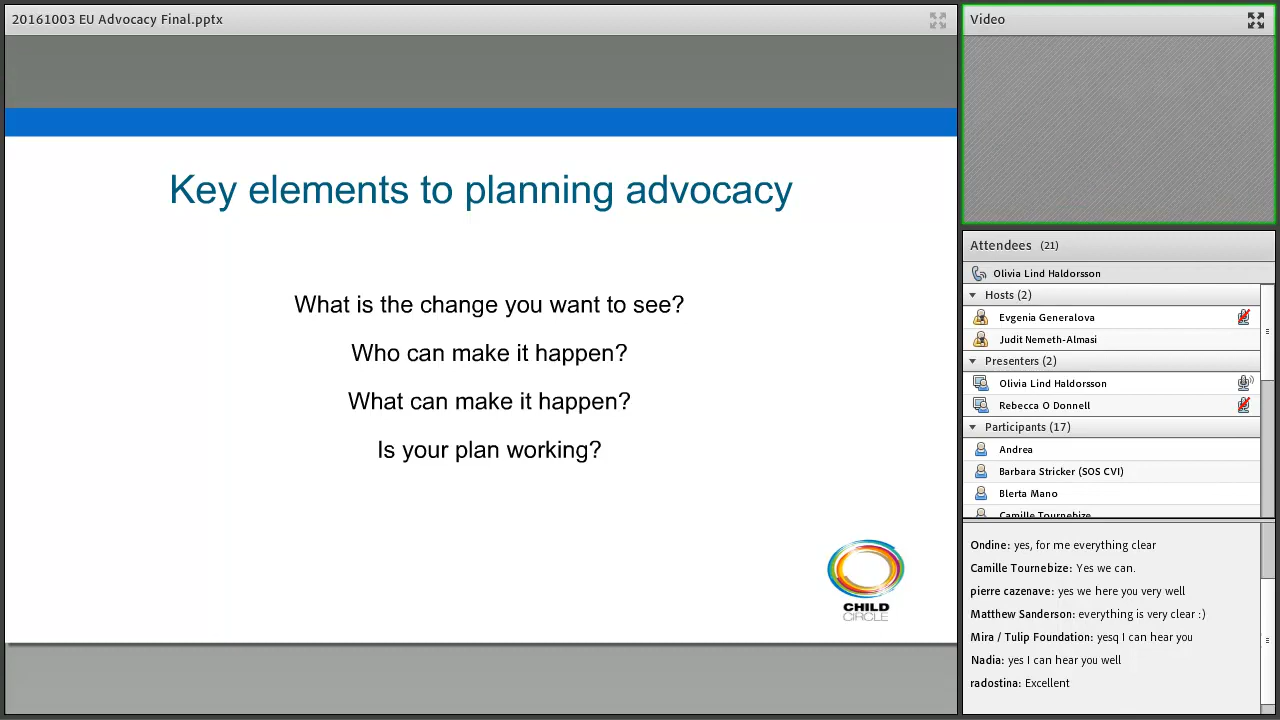 20161003 EU Advocacy Final.pptx
Key elements to planning advocacy
What is the change you want to see?
Who can make it happen?
What can make it happen?
Is your plan working?
CHILD
CIRCLE
Video
Attendees (21)
Olivia Lind Haldorsson
Hosts (2)
Evgenia Generalova
Judit Nemeth-Almasi
Presenters (2)
Olivia Lind Haldorsson
Rebecca O Donnell
Participants (17)
Andrea
Barbara Stricker (SOS CVI)
Blerta Mano
Camille Tournebize
Ondine: yes, for me everything clear
Camille Tournebize: Yes we can.
pierre cazenave: yes we here you very well
Matthew Sanderson: everything is very clear :)
Mira / Tulip Foundation: yesq I can hear you
Nadia: yes I can hear you well
radostina: Excellent